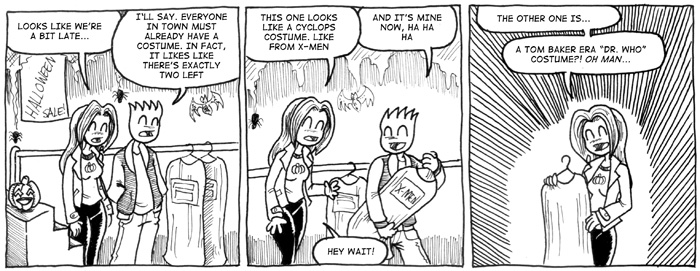 LOOKS LIKE WE'RE
A BIT LATE...
I'LL SAY. EVERYONE
IN TOWN MUST
ALREADY HAVE A
COSTUME. IN FACT,
IT LIKES LIKE
THERE'S EXACTLY
TWO LEFT
HALLOWEEN
SALE!
THIS ONE LOOKS
LIKE A CYCLOPS
COSTUME. LIKE
FROM X-MEN
AND IT'S MINE
NOW, HA HA
HA
X-MEN
HEY WAIT!
THE OTHER ONE IS...
A TOM BAKER ERA "DR. WHO"
COSTUME?! OH MAN...